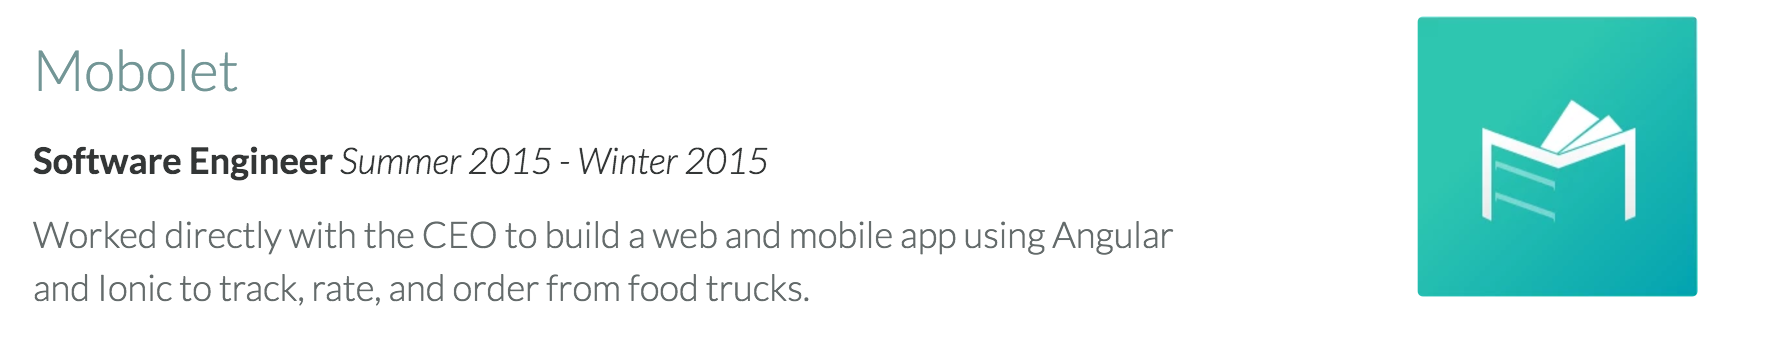 Mobolet
Software Engineer Summer 2015 - Winter 2015
Worked directly with the CEO to build a web and mobile app using Angular
and Ionic to track, rate, and order from food trucks.